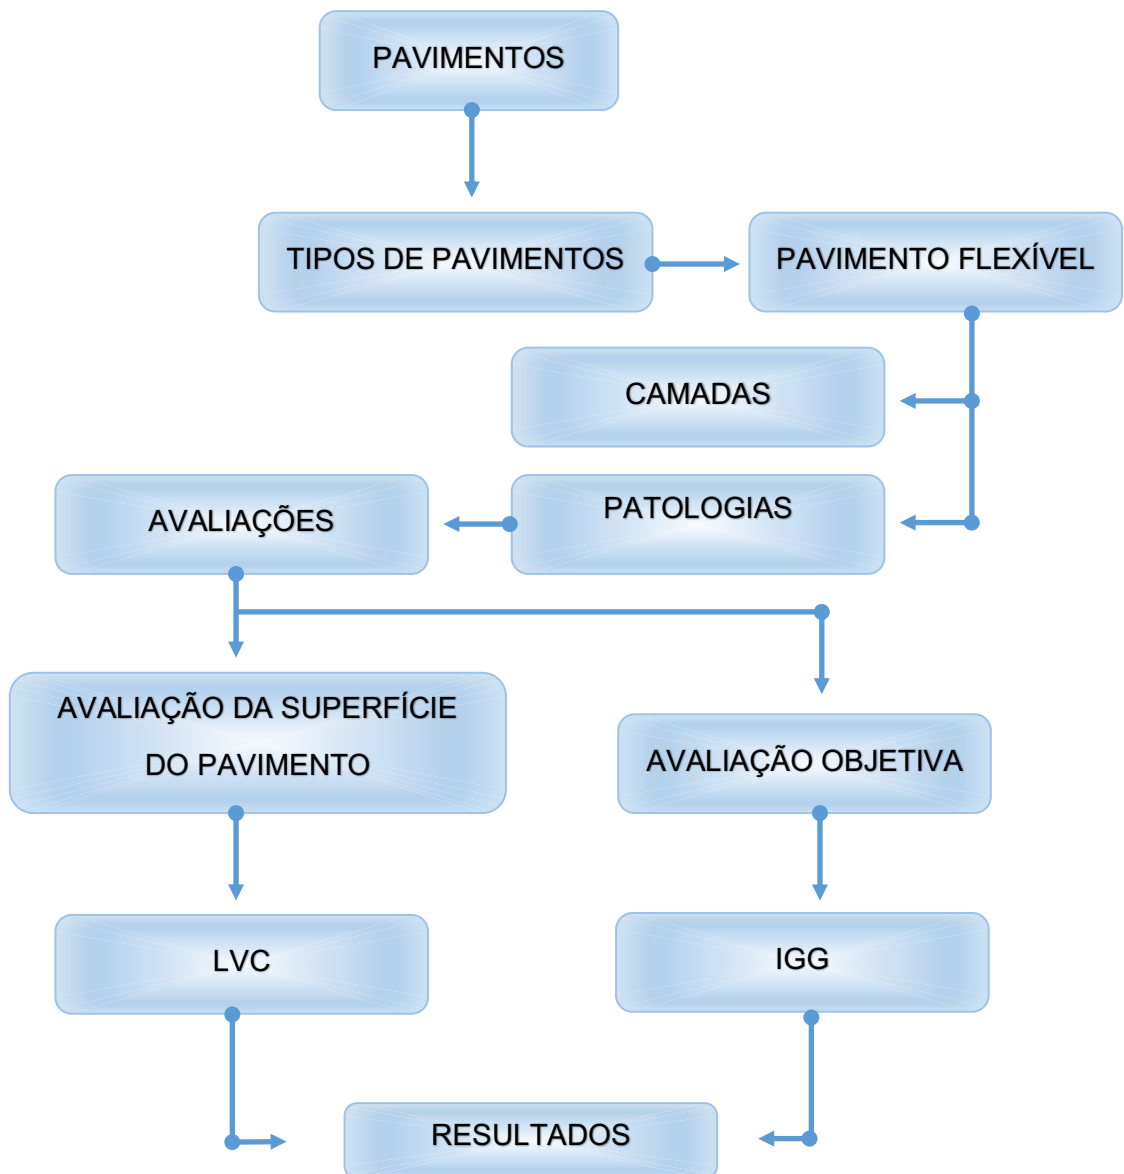 PAVIMENTOS
TIPOS DE PAVIMENTOS
PAVIMENTO FLEXÍVEL
CAMADAS
PATOLOGIAS
AVALIAÇÕES
AVALIAÇÃO DA SUPERFÍCIE
DO PAVIMENTO
AVALIAÇÃO OBJETIVA
LVC
IGG
RESULTADOS